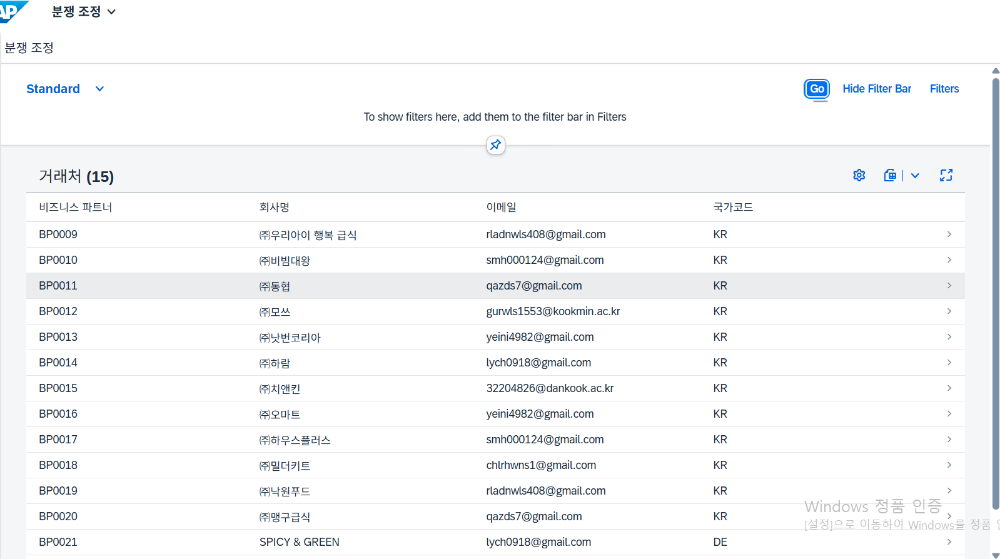 분쟁 조정
분쟁 조정
Standard
Go Hide Filter Bar Filters
To show filters here, add them to the filter bar in Filters
거래처 (15)
비즈니스 파트너 회사명 이메일 국가코드
BP0009 ㈜우리아이 행복 급식 rladnwls408@gmail.com KR
BP0010 ㈜비빔대왕 smh000124@gmail.com KR
BP0011 ㈜동협 qazds7@gmail.com KR
BP0012 ㈜모쓰 gurwls1553@kookmin.ac.kr KR
BP0013 ㈜낫번코리아 yeini4982@gmail.com KR
BP0014 ㈜하람 lych0918@gmail.com KR
BP0015 ㈜치앤킨 32204826@dankook.ac.kr KR
BP0016 ㈜오마트 yeini4982@gmail.com KR
BP0017 ㈜하우스플러스 smh000124@gmail.com KR
BP0018 ㈜밀더키트 chlrhwns1@gmail.com KR
BP0019 ㈜낙원푸드 rladnwls408@gmail.com KR
Windows 정품 인증
BP0020 ㈜맹구급식 qazds7@gmail.com KR
[설정]으로 이동하여 Windows를 정품
BP0021 SPICY & GREEN lych0918@gmail.com DE